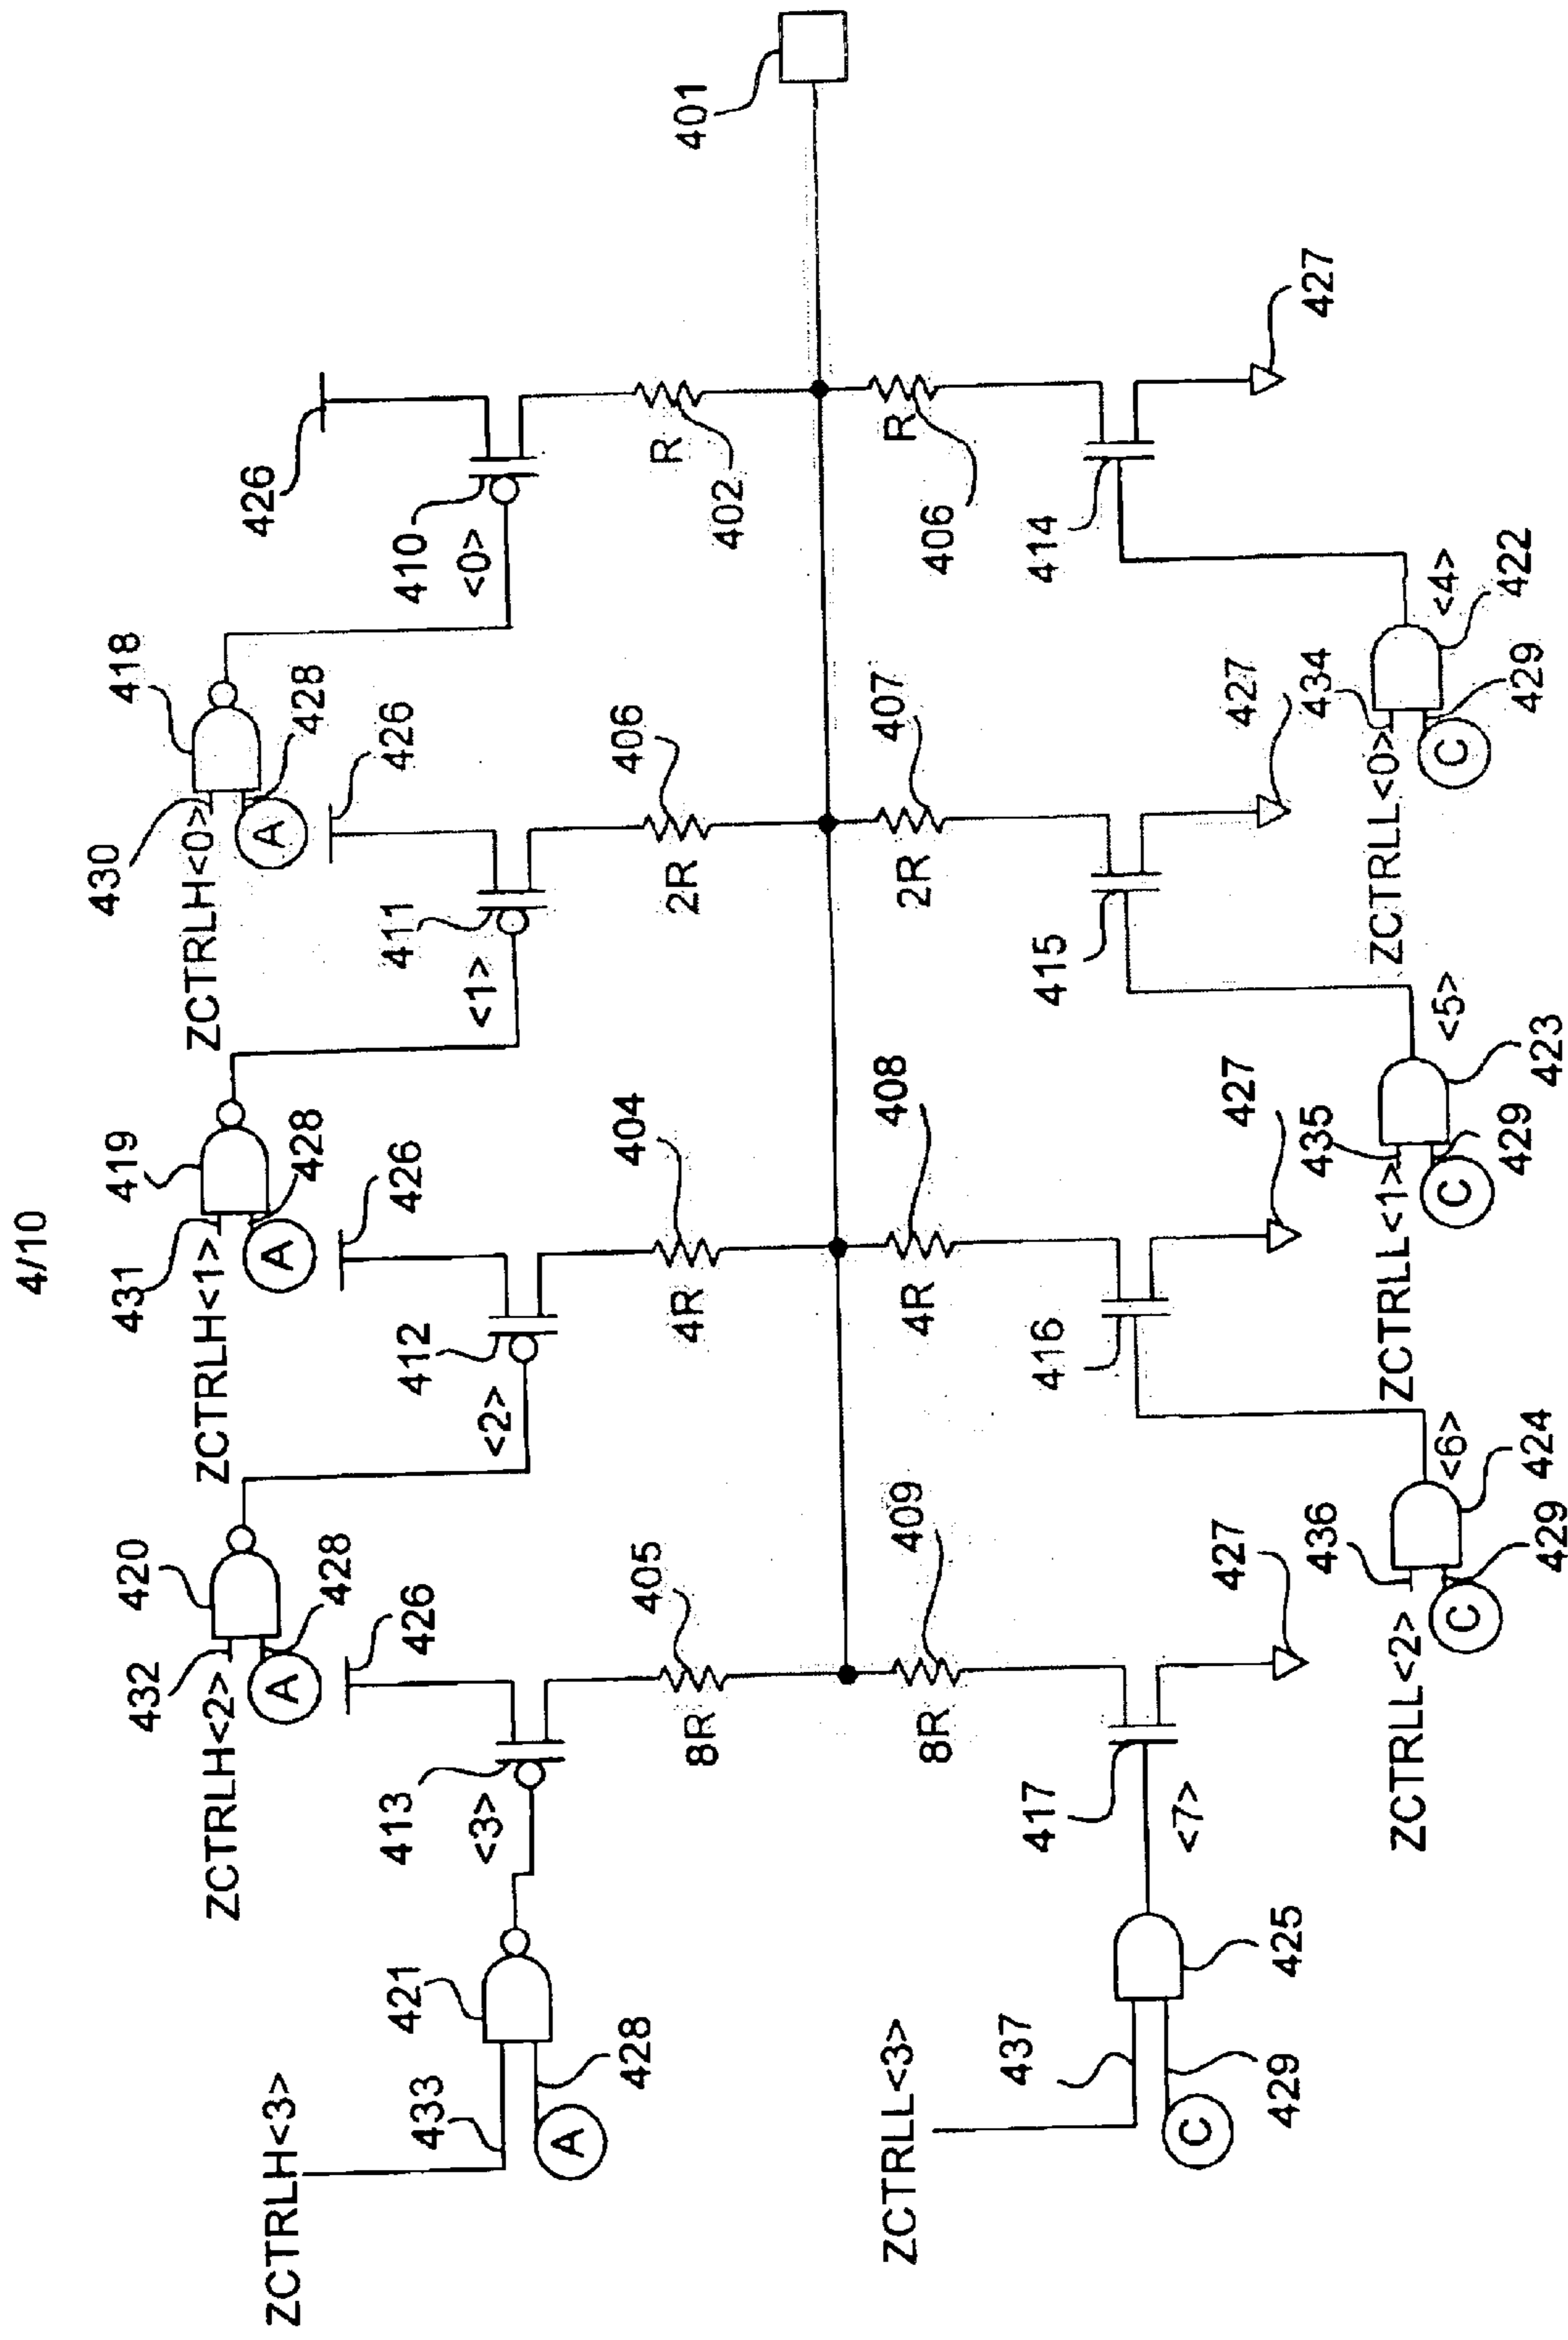 4/10
ZCTRLH<3>
433
428
A
421
<3>
413
426
405
8R
ZCTRLH<2>
432
428
A
420
<2>
412
426
404
4R
ZCTRLH<1>
431
428
A
419
<1>
411
426
406
2R
ZCTRLH<0>
430
428
A
418
<0>
410
426
402
R
401
ZCTRLL<3>
437
429
C
425
<7>
417
427
409
8R
ZCTRLL<2>
436
429
C
424
<6>
416
427
408
4R
ZCTRLL<1>
435
429
C
423
<5>
415
427
407
2R
ZCTRLL<0>
434
429
C
422
<4>
414
427
406
R